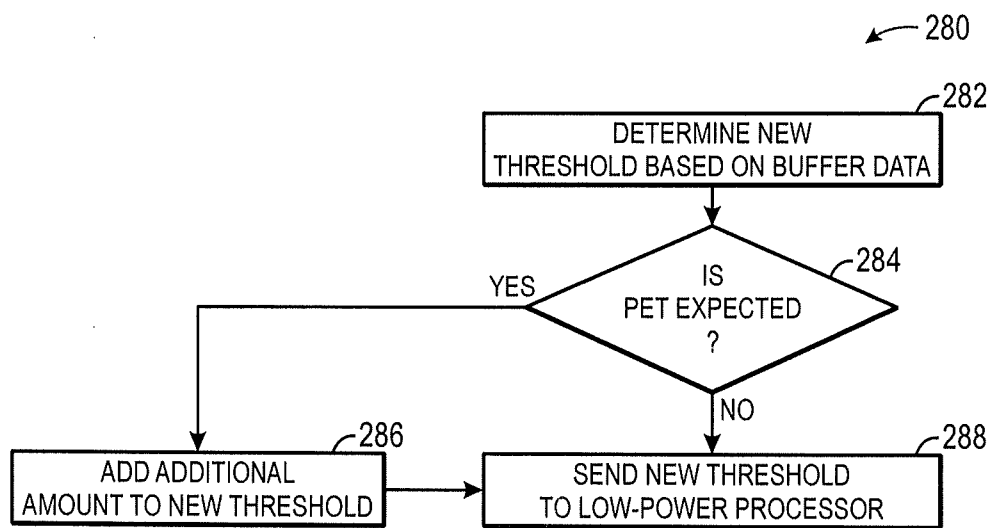 280
282
DETERMINE NEW
THRESHOLD BASED ON BUFFER DATA
284
IS
PET EXPECTED
?
YES
NO
286
ADD ADDITIONAL
AMOUNT TO NEW THRESHOLD
288
SEND NEW THRESHOLD
TO LOW-POWER PROCESSOR